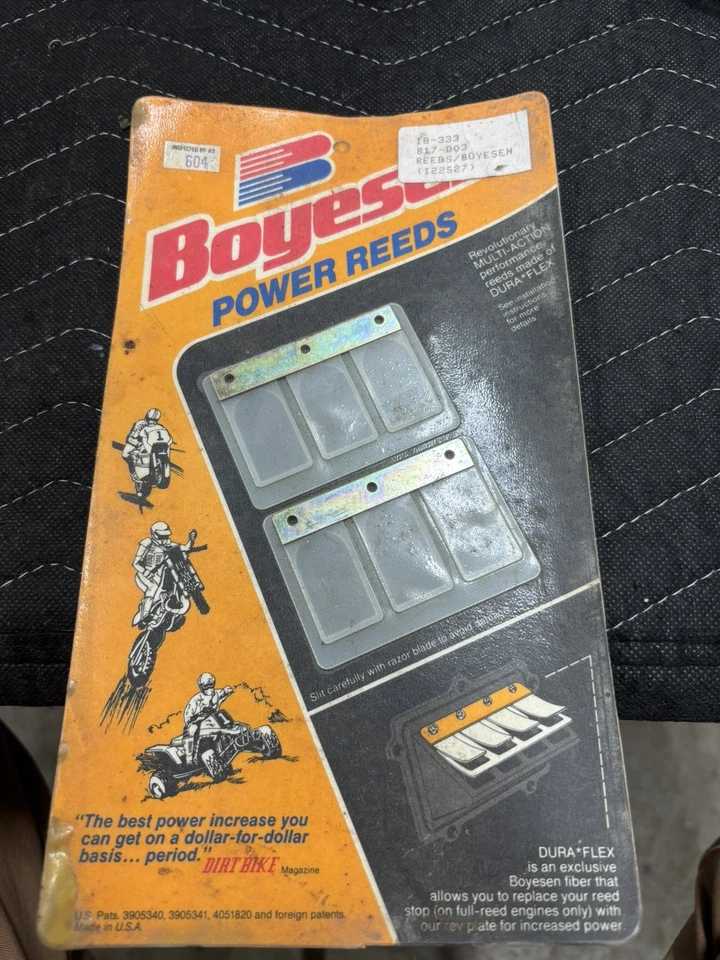 INSPECTED BY #3
604
18-333
817-D03
REEDS/BOYESEN
(I22527)
Boyesen
POWER REEDS
Revolutionary
MULTI-ACTION
performance
reeds made of
DURA*FLEX
See installation
instructions
for more
details
1
Slit carefully with razor blade to avoid
"The best power increase you
can get on a dollar-for-dollar
basis... period."
DIRT BIKE Magazine
U.S. Pats. 3905340, 3905341, 4051820 and foreign patents.
Made in U.S.A.
DURA*FLEX
is an exclusive
Boyesen fiber that
allows you to replace your reed
stop (on full-reed engines only) with
our rev plate for increased power.